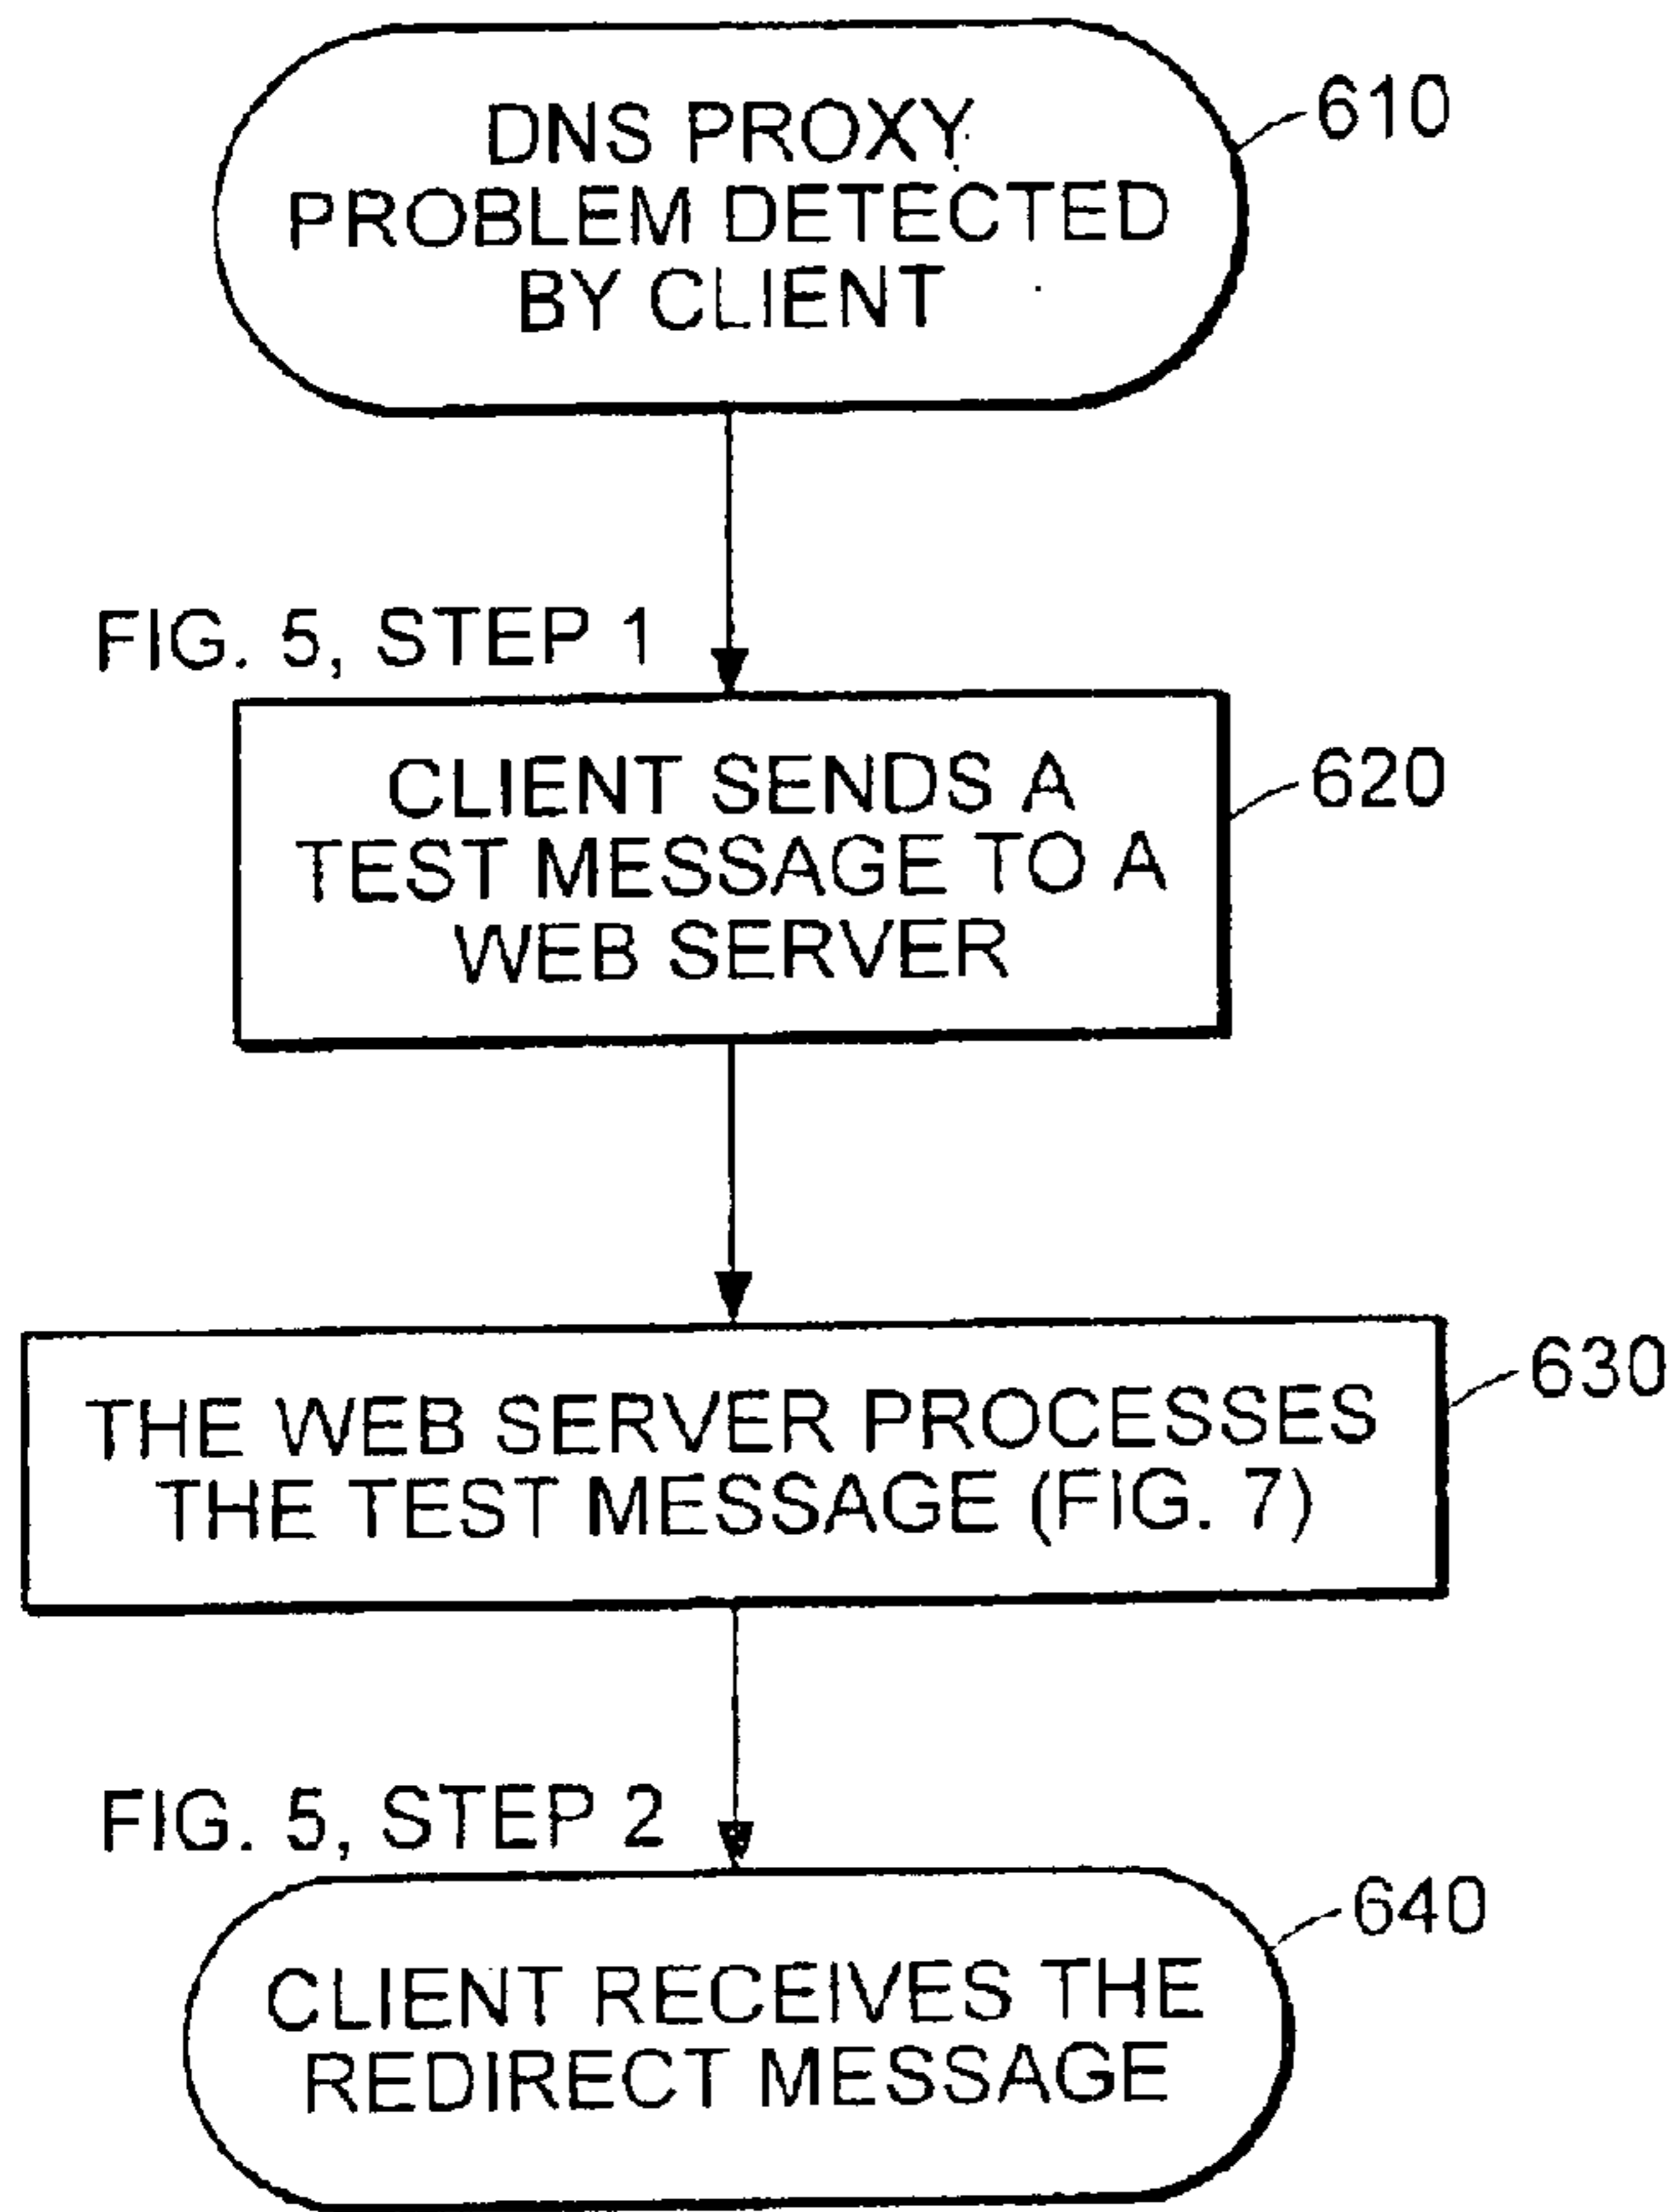 DNS PROXY
PROBLEM DETECTED
BY CLIENT
610
FIG. 5, STEP 1
CLIENT SENDS A
TEST MESSAGE TO A
WEB SERVER
620
THE WEB SERVER PROCESSES
THE TEST MESSAGE (FIG. 7)
630
FIG. 5, STEP 2
CLIENT RECEIVES THE
REDIRECT MESSAGE
640